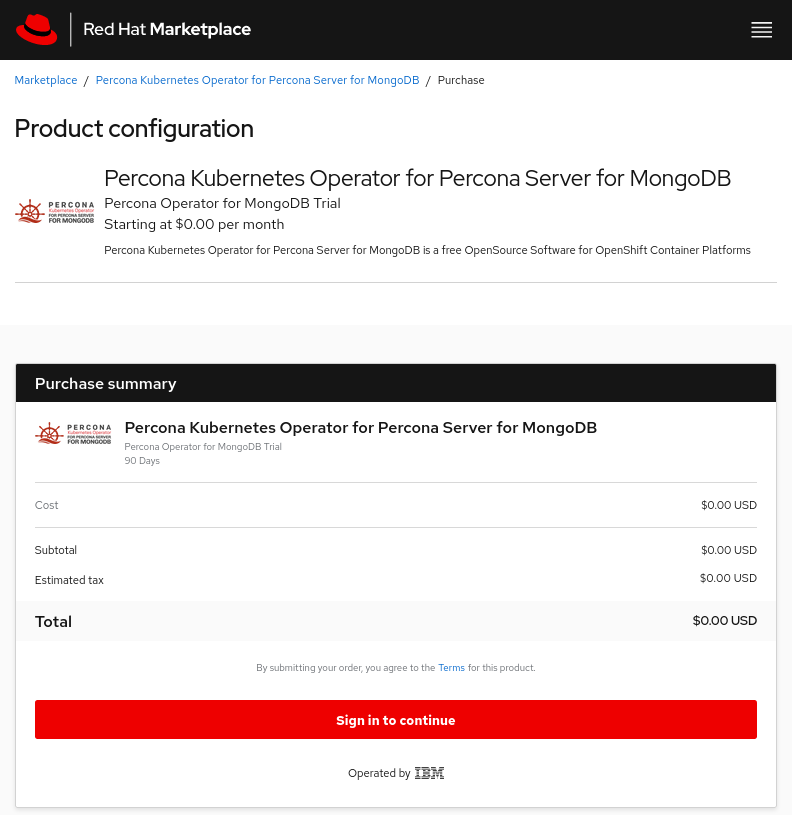 Red Hat Marketplace
Marketplace / Percona Kubernetes Operator for Percona Server for MongoDB / Purchase
Product configuration
Percona Kubernetes Operator for Percona Server for MongoDB
PERCONA
Kubernetes Operator
FOR PERCONA SERVER
FOR MONGODB
Percona Operator for MongoDB Trial
Starting at $0.00 per month
Percona Kubernetes Operator for Percona Server for MongoDB is a free OpenSource Software for OpenShift Container Platforms
Purchase summary
PERCONA
Kubernetes Operator
FOR PERCONA SERVER
FOR MONGODB
Percona Kubernetes Operator for Percona Server for MongoDB
Percona Operator for MongoDB Trial
90 Days
Cost $0.00 USD
Subtotal $0.00 USD
Estimated tax $0.00 USD
Total $0.00 USD
By submitting your order, you agree to the Terms for this product.
Sign in to continue
Operated by IBM